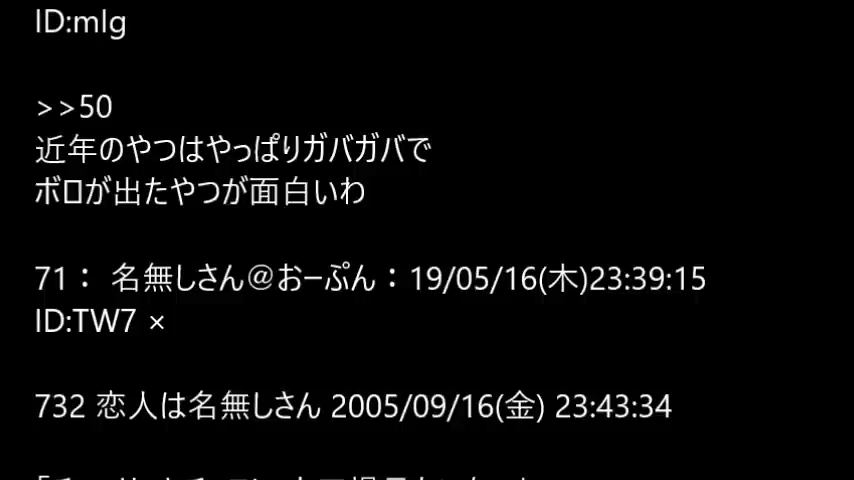 ID:mlg
>>50
近年のやつはやっぱりガバガバで
ボロが出たやつが面白いわ
71： 名無しさん＠おーぷん：19/05/16(木)23:39:15
ID:TW7 ×
732 恋人は名無しさん 2005/09/16(金) 23:43:34